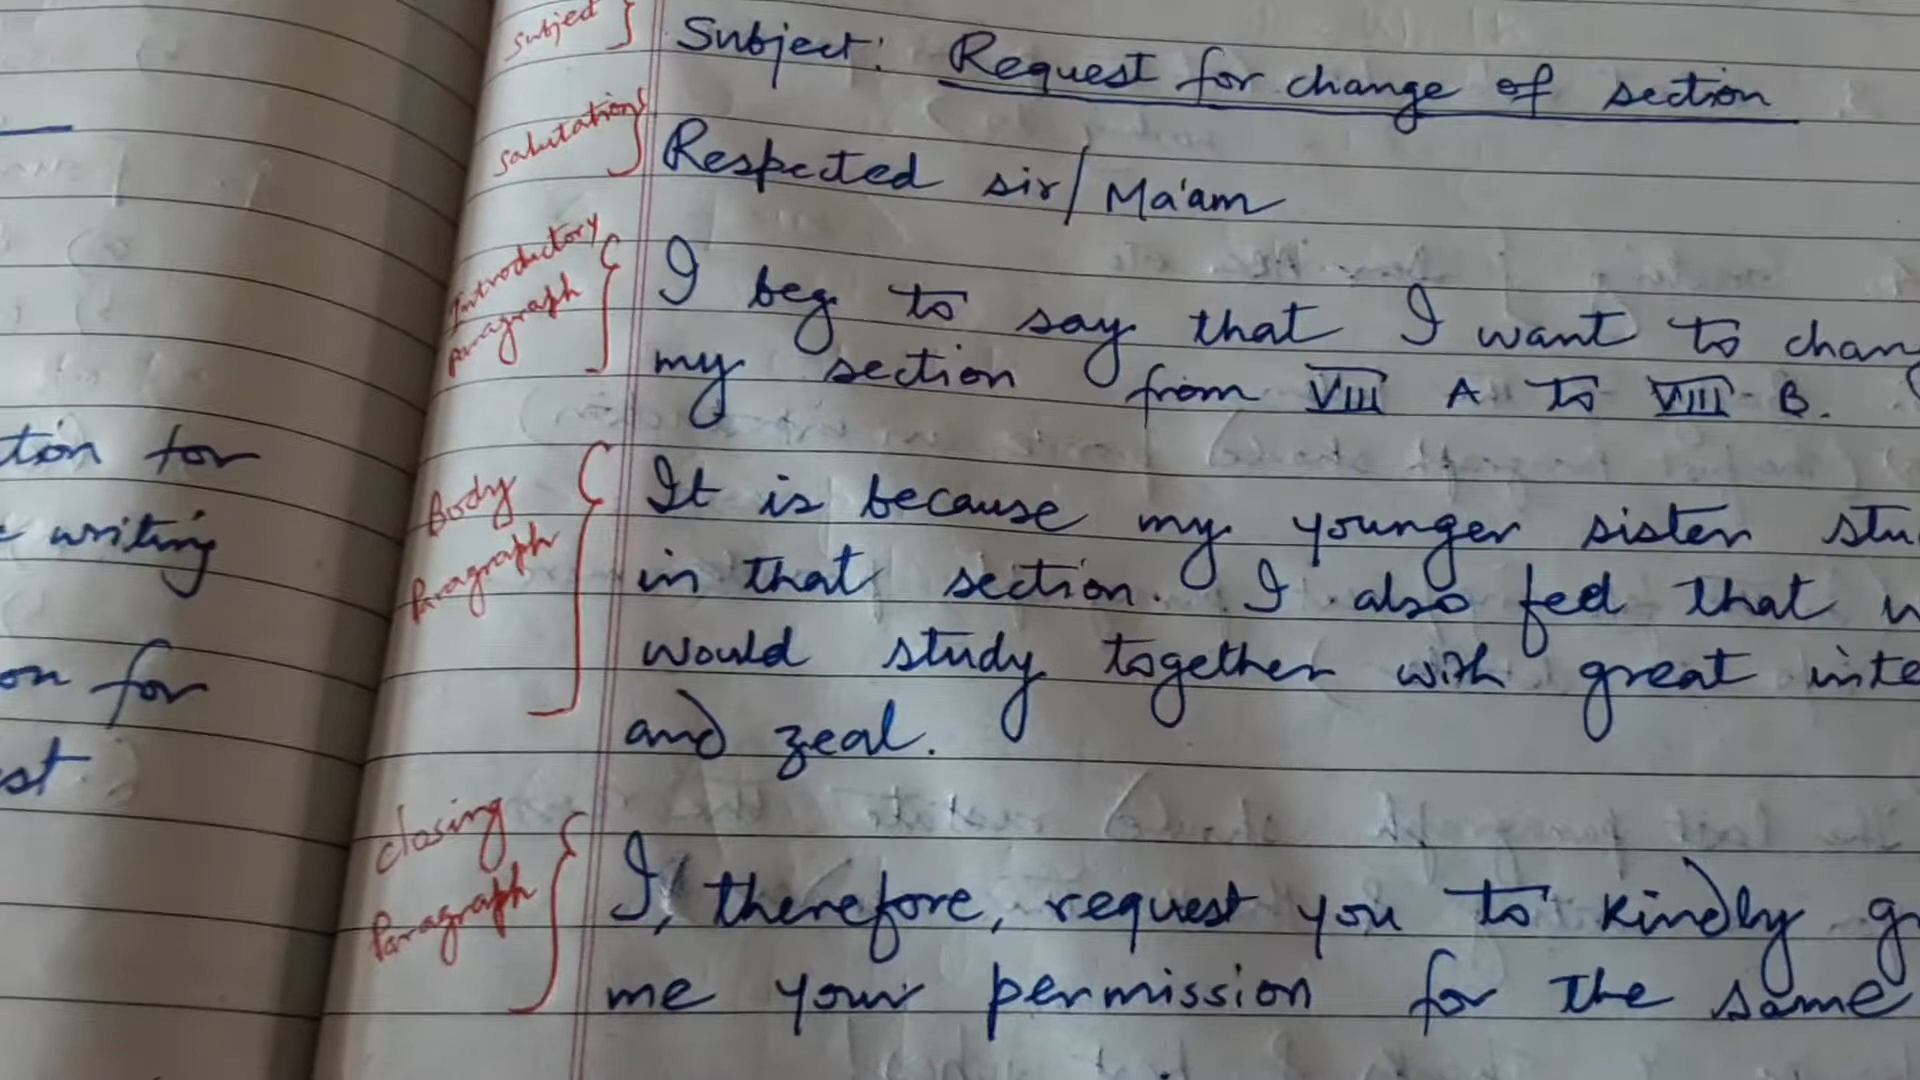 tion for
writing
on for
st
subject
Subject: Request for change of section
salutation
Respected sir/Ma'am
Introductory
Paragraph
I beg to say that I want to chang
my section from VIII A to VIII B.
Body
Paragraph
It is because my younger sister stu
in that section. I also feel that w
would study together with great inte
and zeal.
closing
Paragraph
I, therefore, request you to kindly g
me your permission for the same